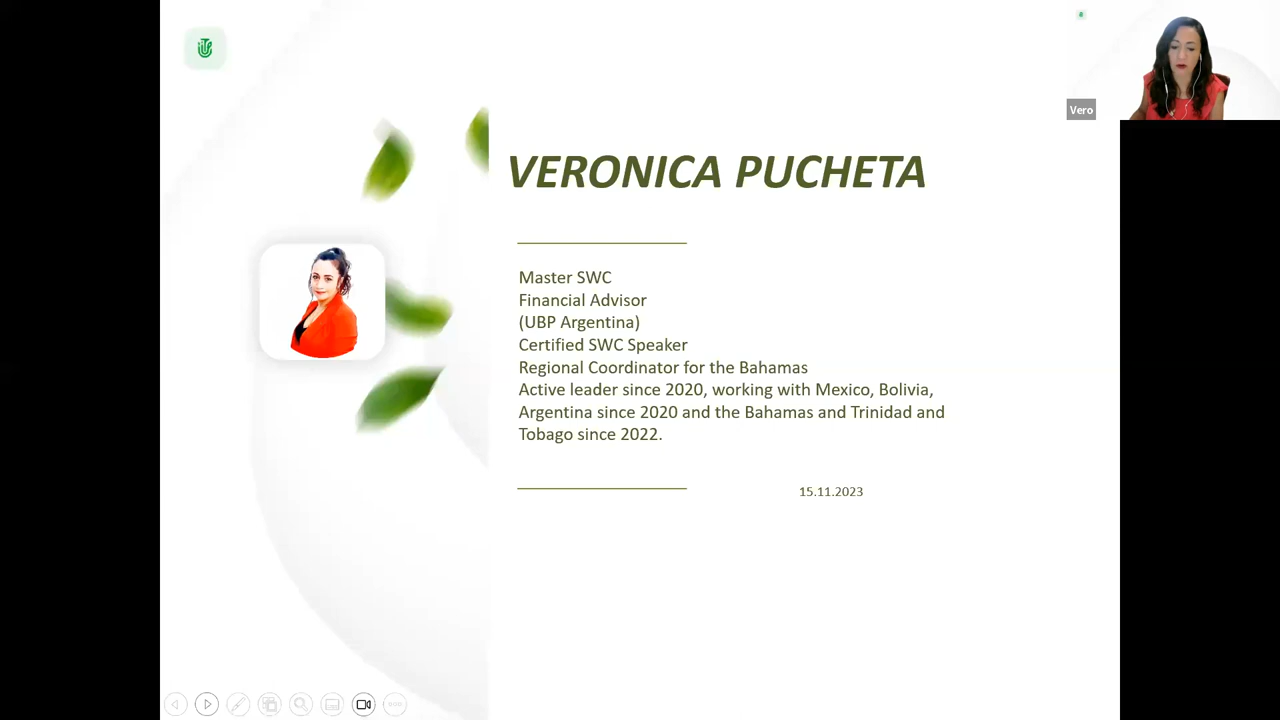 Vero
VERONICA PUCHETA
Master SWC
Financial Advisor
(UBP Argentina)
Certified SWC Speaker
Regional Coordinator for the Bahamas
Active leader since 2020, working with Mexico, Bolivia,
Argentina since 2020 and the Bahamas and Trinidad and
Tobago since 2022.
15.11.2023